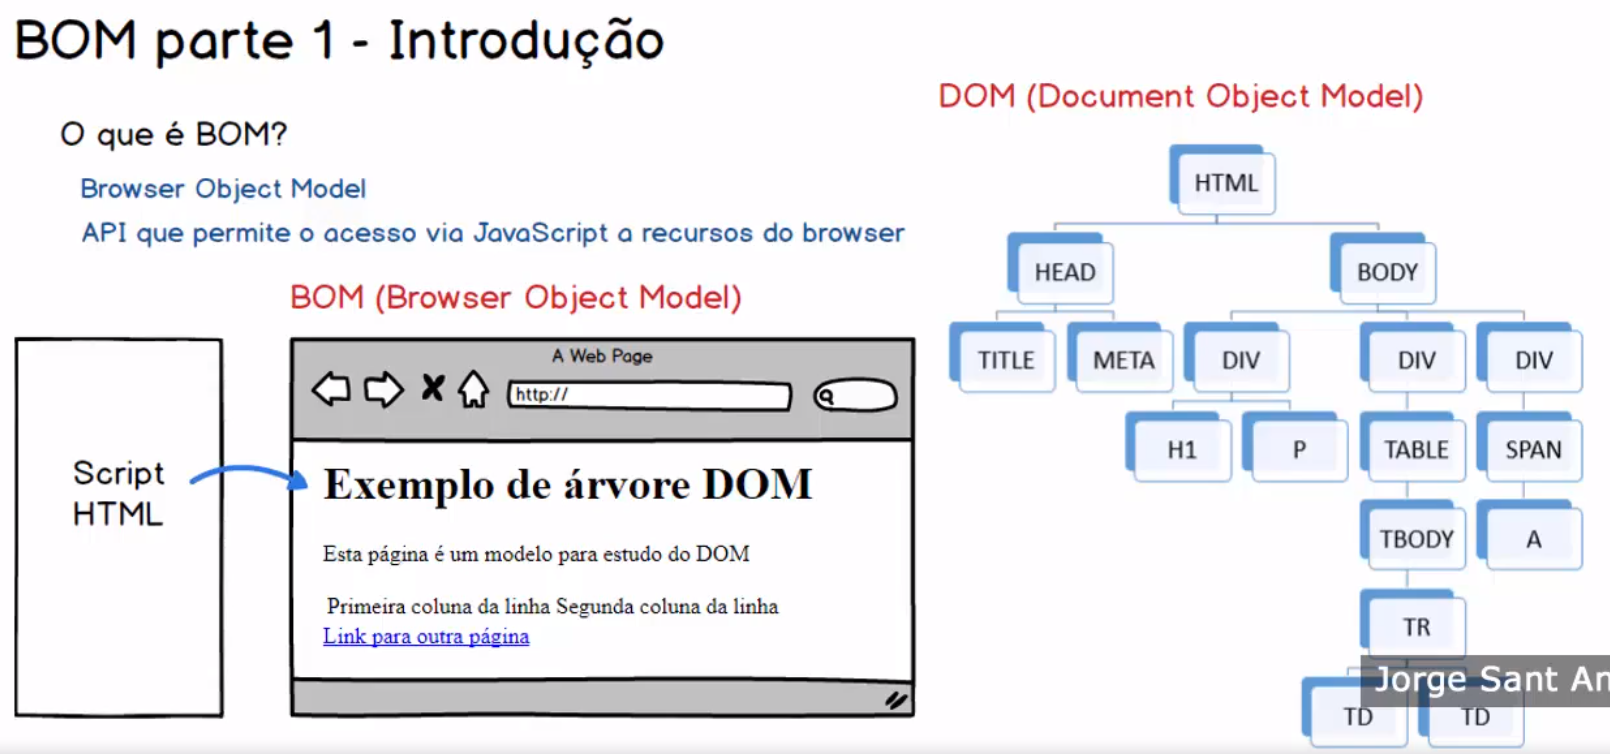 BOM parte 1 - Introdução
O que é BOM?
Browser Object Model
API que permite o acesso via JavaScript a recursos do browser
BOM (Browser Object Model)
Script
HTML
A Web Page
http://
Exemplo de árvore DOM
Esta página é um modelo para estudo do DOM
Primeira coluna da linha Segunda coluna da linha
Link para outra página
DOM (Document Object Model)
HTML
HEAD BODY
TITLE META DIV DIV DIV
H1 P TABLE SPAN
TBODY A
TR
Jorge Sant An
TD TD